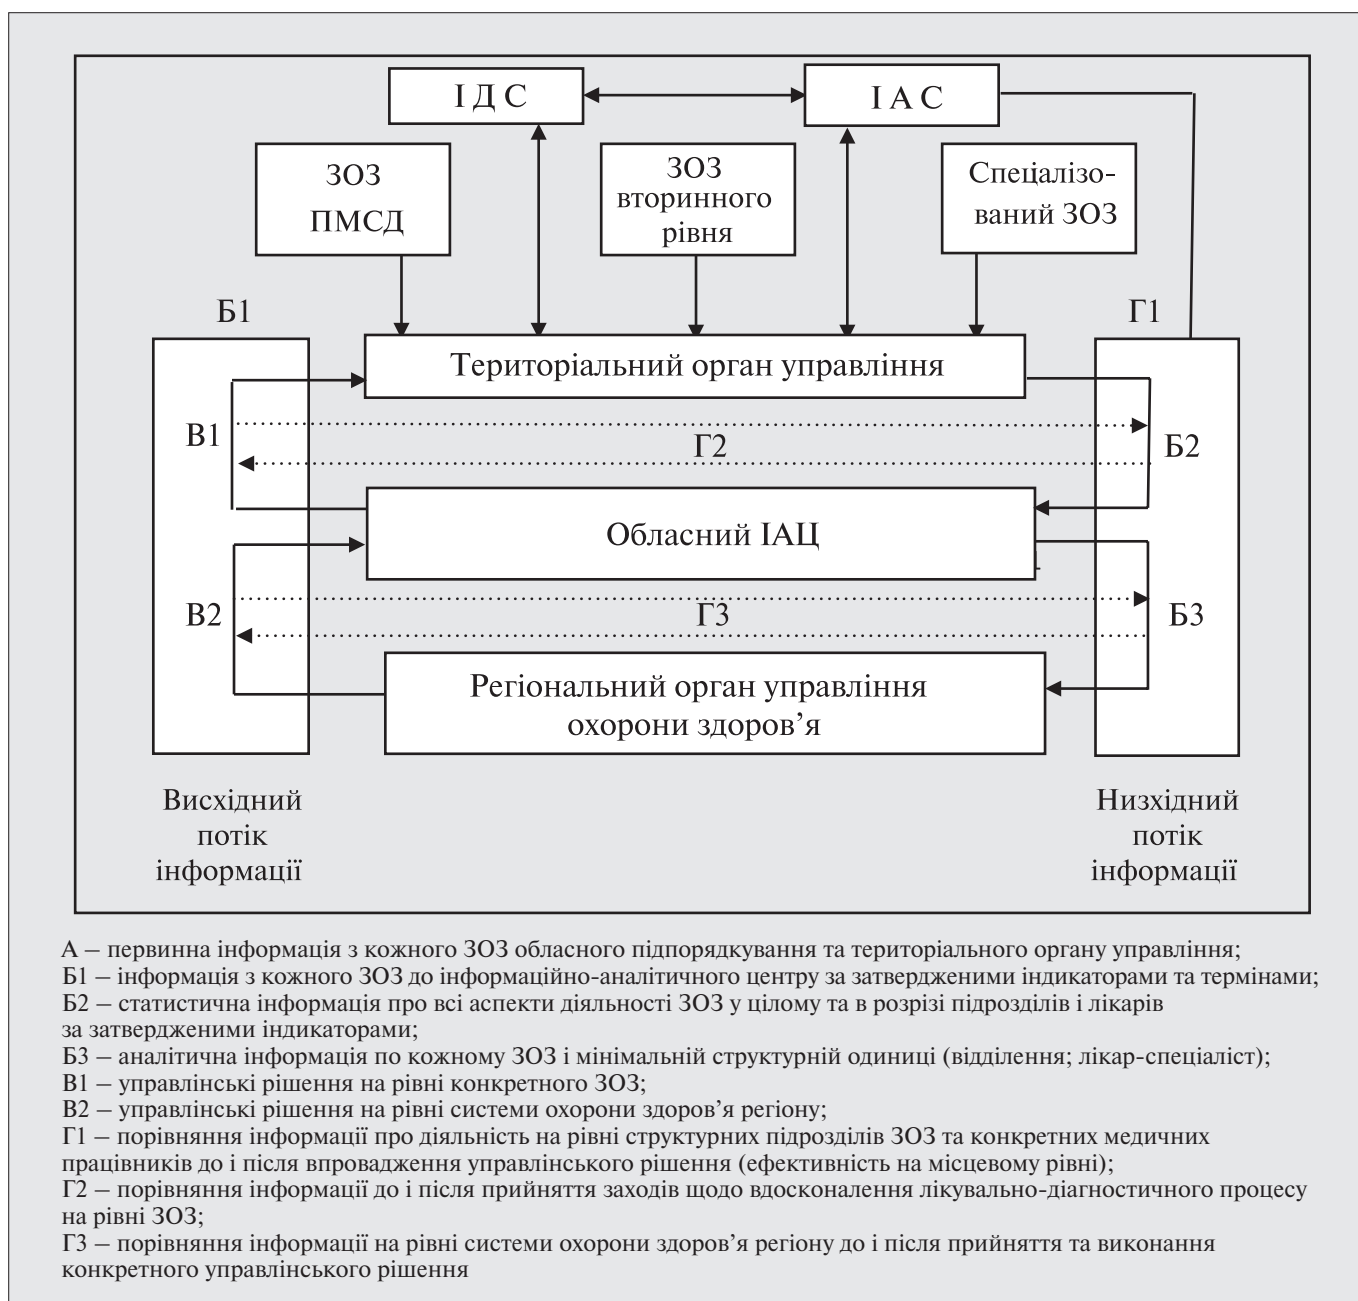 І Д С
І А С
ЗОЗ
ПМСД
ЗОЗ
вторинного
рівня
Спеціалізо-
ваний ЗОЗ
Б1
Г1
Територіальний орган управління
В1
Г2
Б2
Обласний ІАЦ
В2
Г3
Б3
Регіональний орган управління
охорони здоров’я
Висхідний
потік
інформації
Низхідний
потік
інформації
А – первинна інформація з кожного ЗОЗ обласного підпорядкування та територіального органу управління;
Б1 – інформація з кожного ЗОЗ до інформаційно-аналітичного центру за затвердженими індикаторами та термінами;
Б2 – статистична інформація про всі аспекти діяльності ЗОЗ у цілому та в розрізі підрозділів і лікарів
за затвердженими індикаторами;
Б3 – аналітична інформація по кожному ЗОЗ і мінімальній структурній одиниці (відділення; лікар-спеціаліст);
В1 – управлінські рішення на рівні конкретного ЗОЗ;
В2 – управлінські рішення на рівні системи охорони здоров’я регіону;
Г1 – порівняння інформації про діяльність на рівні структурних підрозділів ЗОЗ та конкретних медичних
працівників до і після впровадження управлінського рішення (ефективність на місцевому рівні);
Г2 – порівняння інформації до і після прийняття заходів щодо вдосконалення лікувально-діагностичного процесу
на рівні ЗОЗ;
Г3 – порівняння інформації на рівні системи охорони здоров’я регіону до і після прийняття та виконання
конкретного управлінського рішення